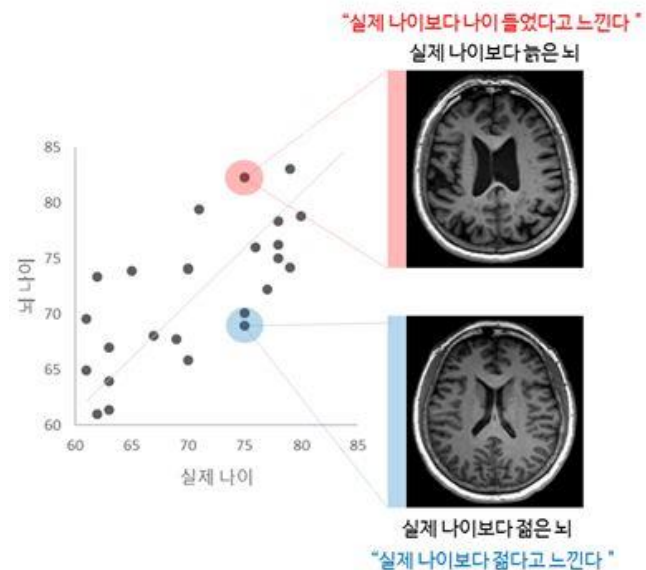 “실제 나이보다 나이 들었다고 느낀다 ”
실제 나이보다 늙은 뇌
85
80
75
70
65
60
뇌 나이
60 65 70 75 80 85
실제 나이
실제 나이보다 젊은 뇌
“실제 나이보다 젊다고 느낀다 ”